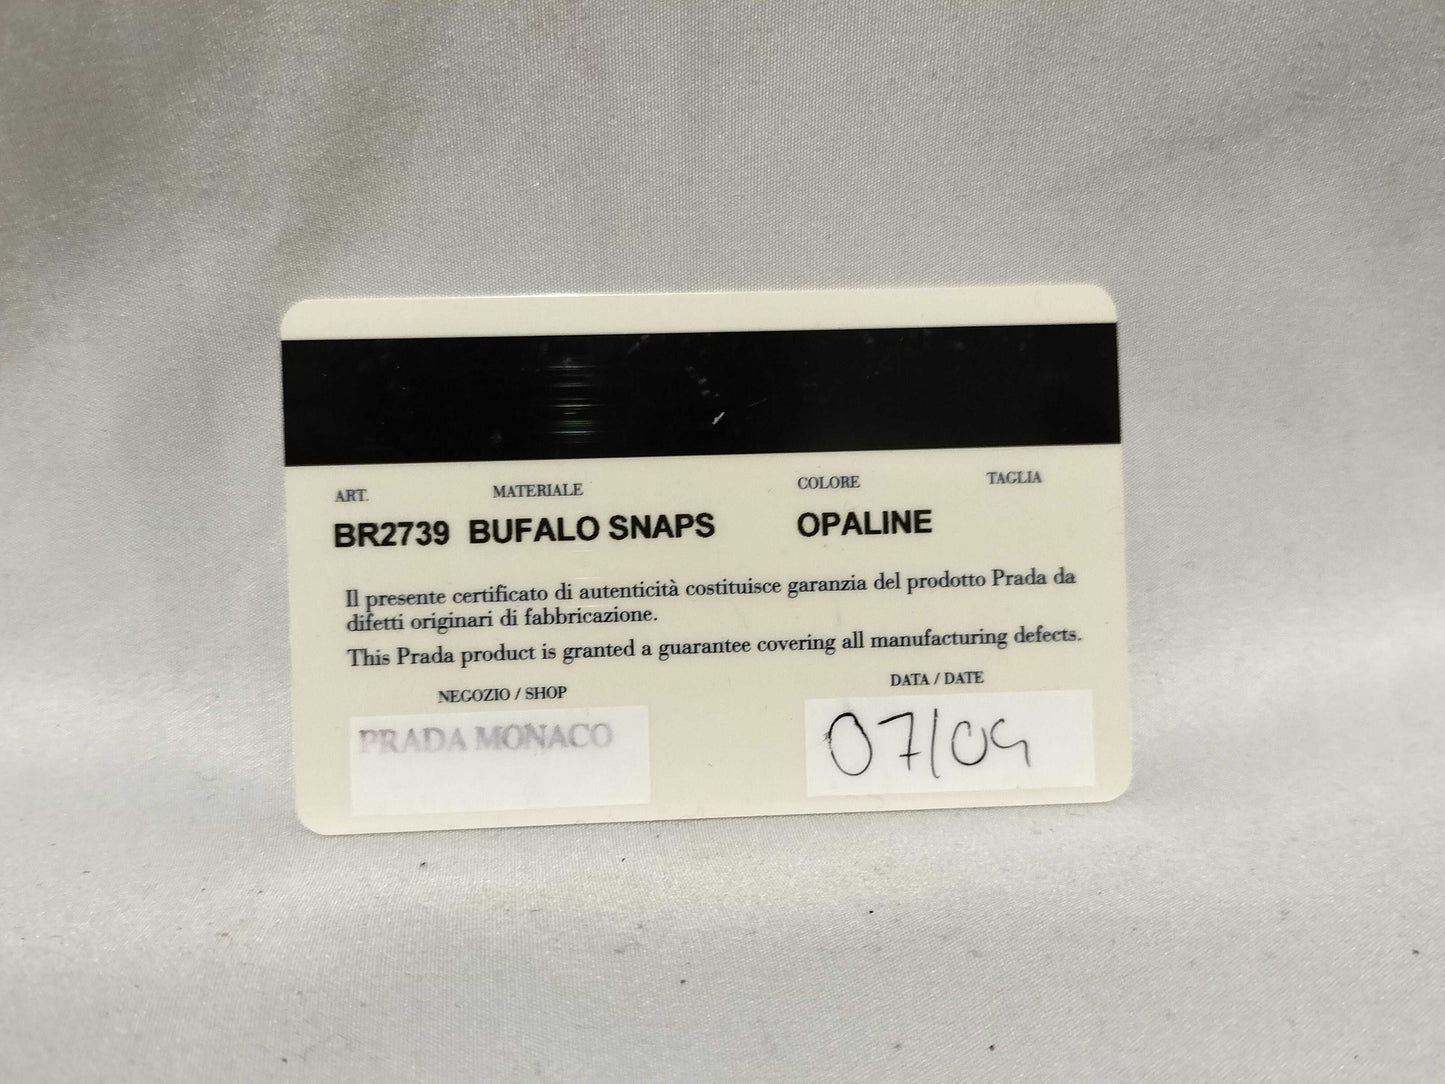 ART. MATERIALE COLORE TAGLIA
BR2739 BUFALO SNAPS OPALINE
Il presente certificato di autenticità costituisce garanzia del prodotto Prada da
difetti originari di fabbricazione.
This Prada product is granted a guarantee covering all manufacturing defects.
NEGOZIO / SHOP DATA / DATE
PRADA MONACO 07/09